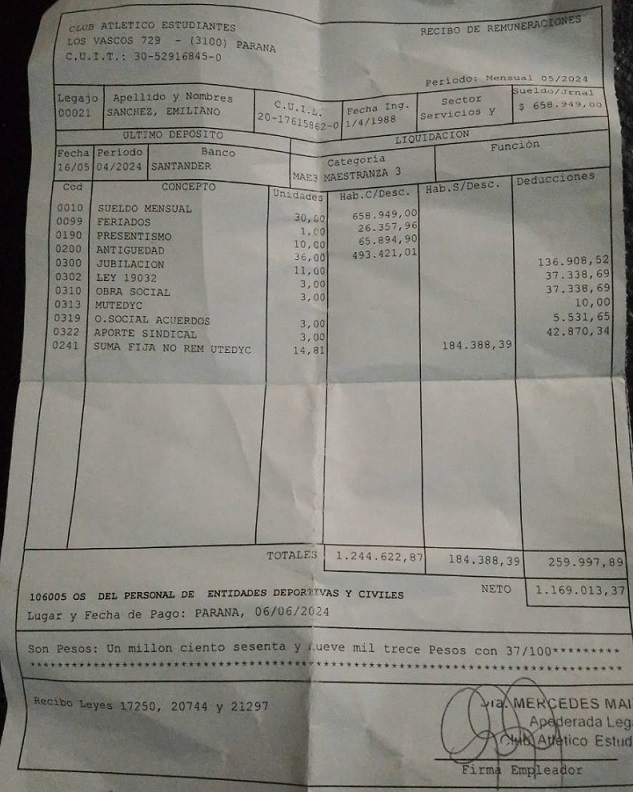 CLUB ATLETICO ESTUDIANTES
LOS VASCOS 729 - (3100) PARANA
C.U.I.T.: 30-52916845-0
RECIBO DE REMUNERACIONES
Periodo: Mensual 05/2024
Legajo Apellido y Nombres C.U.I.L. Fecha Ing. Sector Sueldo/Jrnal
00021 SANCHEZ, EMILIANO 20-17615862-0 1/4/1988 Servicios y $ 658.949,00
ULTIMO DEPOSITO LIQUIDACION
Fecha Periodo Banco Categoría Función
16/05 04/2024 SANTANDER MAE3 MAESTRANZA 3
Cod CONCEPTO Unidades Hab.C/Desc. Hab.S/Desc. Deducciones
0010 SUELDO MENSUAL 30,00 658.949,00
0099 FERIADOS 1,00 26.357,96
0190 PRESENTISMO 10,00 65.894,90
0200 ANTIGUEDAD 36,00 493.421,01
0300 JUBILACION 11,00 136.908,52
0302 LEY 19032 3,00 37.338,69
0310 OBRA SOCIAL 3,00 37.338,69
0313 MUTEDYC 10,00
0319 O.SOCIAL ACUERDOS 3,00 5.531,65
0322 APORTE SINDICAL 3,00 42.870,34
0241 SUMA FIJA NO REM UTEDYC 14,81 184.388,39
TOTALES 1.244.622,87 184.388,39 259.997,89
106005 OS DEL PERSONAL DE ENTIDADES DEPORTIVAS Y CIVILES NETO 1.169.013,37
Lugar y Fecha de Pago: PARANA, 06/06/2024
Son Pesos: Un millon ciento sesenta y nueve mil trece Pesos con 37/100*********
********************************************************************************
Recibo Leyes 17250, 20744 y 21297
MERCEDES MAI
Apoderada Lega
Club Atlético Estud
Firma Empleador